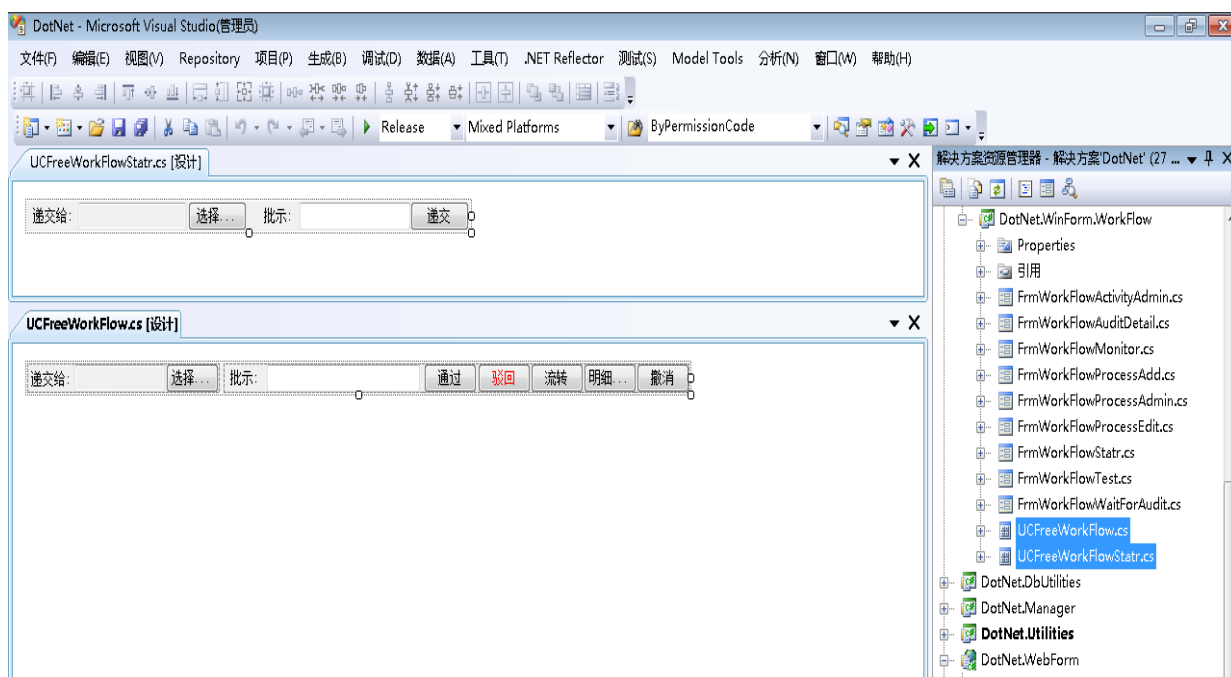 DotNet - Microsoft Visual Studio(管理员)
文件(F) 编辑(E) 视图(V) Repository 项目(P) 生成(B) 调试(D) 数据(A) 工具(T) .NET Reflector 测试(S) Model Tools 分析(N) 窗口(W) 帮助(H)
Release Mixed Platforms ByPermissionCode
UCFreeWorkFlowStatr.cs [设计]
递交给: 选择... 批示: 递交
UCFreeWorkFlow.cs [设计]
递交给: 选择... 批示: 通过 驳回 流转 明细... 撤消
解决方案资源管理器 - 解决方案'DotNet' (27 ...
DotNet.WinForm.WorkFlow
Properties
引用
FrmWorkFlowActivityAdmin.cs
FrmWorkFlowAuditDetail.cs
FrmWorkFlowMonitor.cs
FrmWorkFlowProcessAdd.cs
FrmWorkFlowProcessAdmin.cs
FrmWorkFlowProcessEdit.cs
FrmWorkFlowStatr.cs
FrmWorkFlowTest.cs
FrmWorkFlowWaitForAudit.cs
UCFreeWorkFlow.cs
UCFreeWorkFlowStatr.cs
DotNet.DbUtilities
DotNet.Manager
DotNet.Utilities
DotNet.WebForm